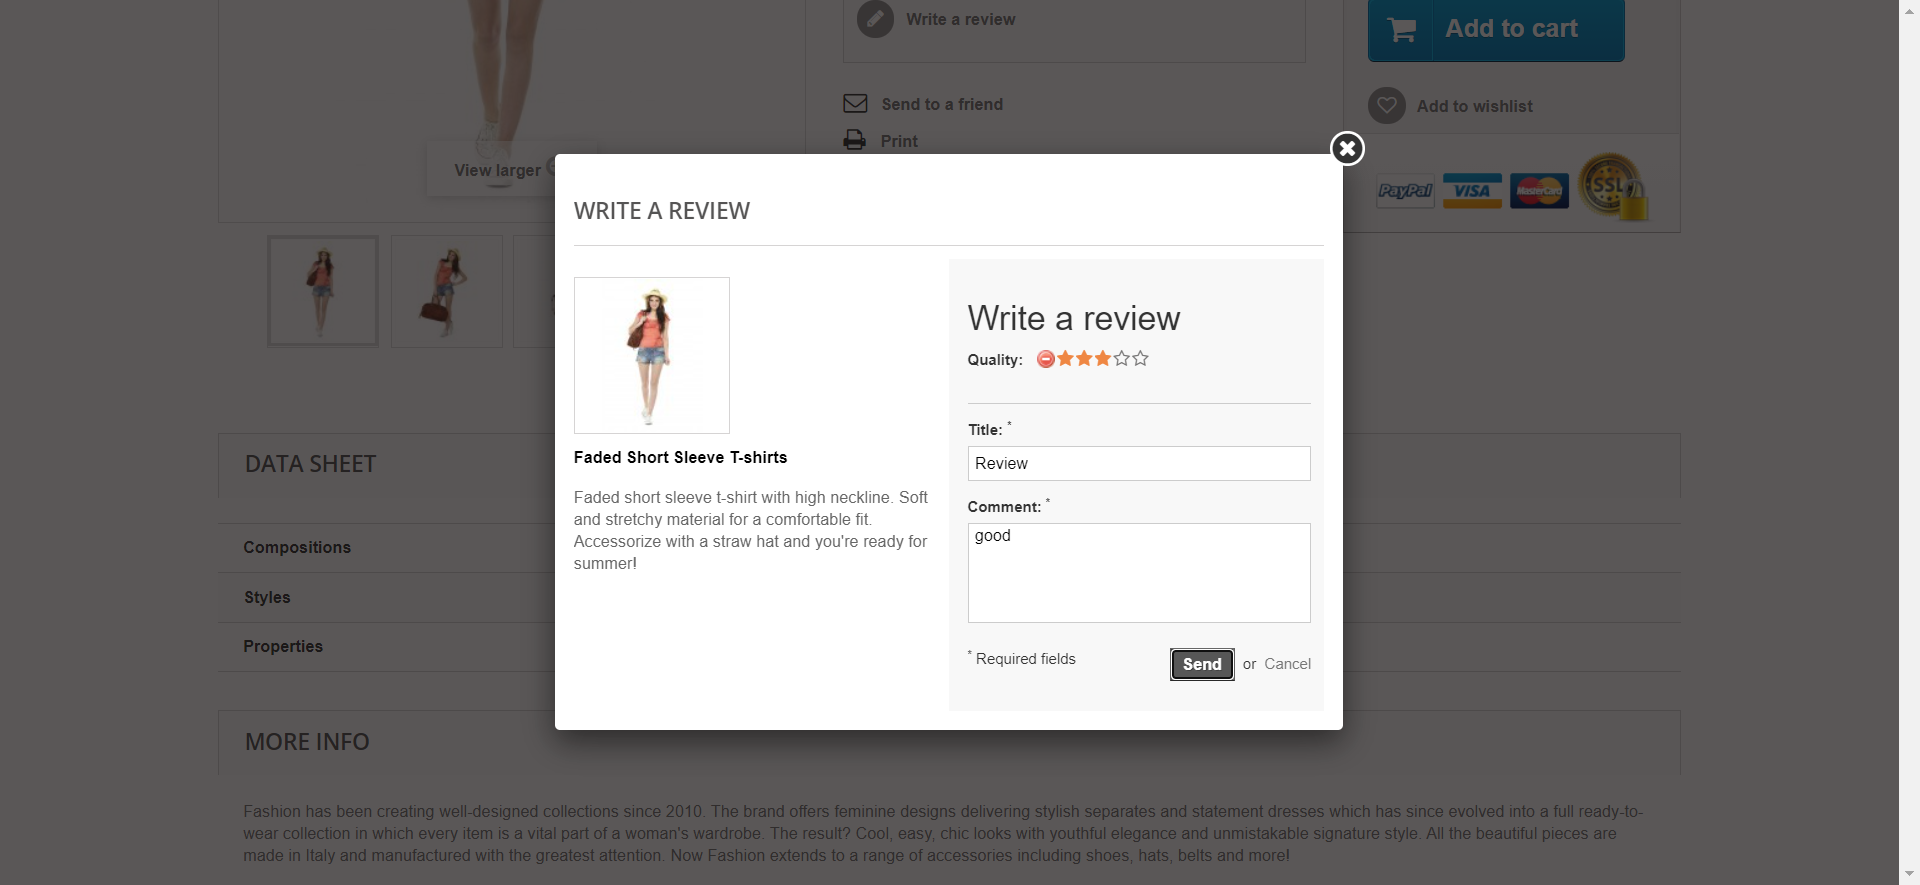 Write a review
Add to cart
Send to a friend
Add to wishlist
Print
View larger
PayPal
VISA
MasterCard
SSL
WRITE A REVIEW
Write a review
Quality:
Title: *
Review
Faded Short Sleeve T-shirts
DATA SHEET
Faded short sleeve t-shirt with high neckline. Soft
and stretchy material for a comfortable fit.
Accessorize with a straw hat and you're ready for
summer!
Comment: *
good
Compositions
Styles
Properties
* Required fields
Send or Cancel
MORE INFO
Fashion has been creating well-designed collections since 2010. The brand offers feminine designs delivering stylish separates and statement dresses which has since evolved into a full ready-to-
wear collection in which every item is a vital part of a woman's wardrobe. The result? Cool, easy, chic looks with youthful elegance and unmistakable signature style. All the beautiful pieces are
made in Italy and manufactured with the greatest attention. Now Fashion extends to a range of accessories including shoes, hats, belts and more!